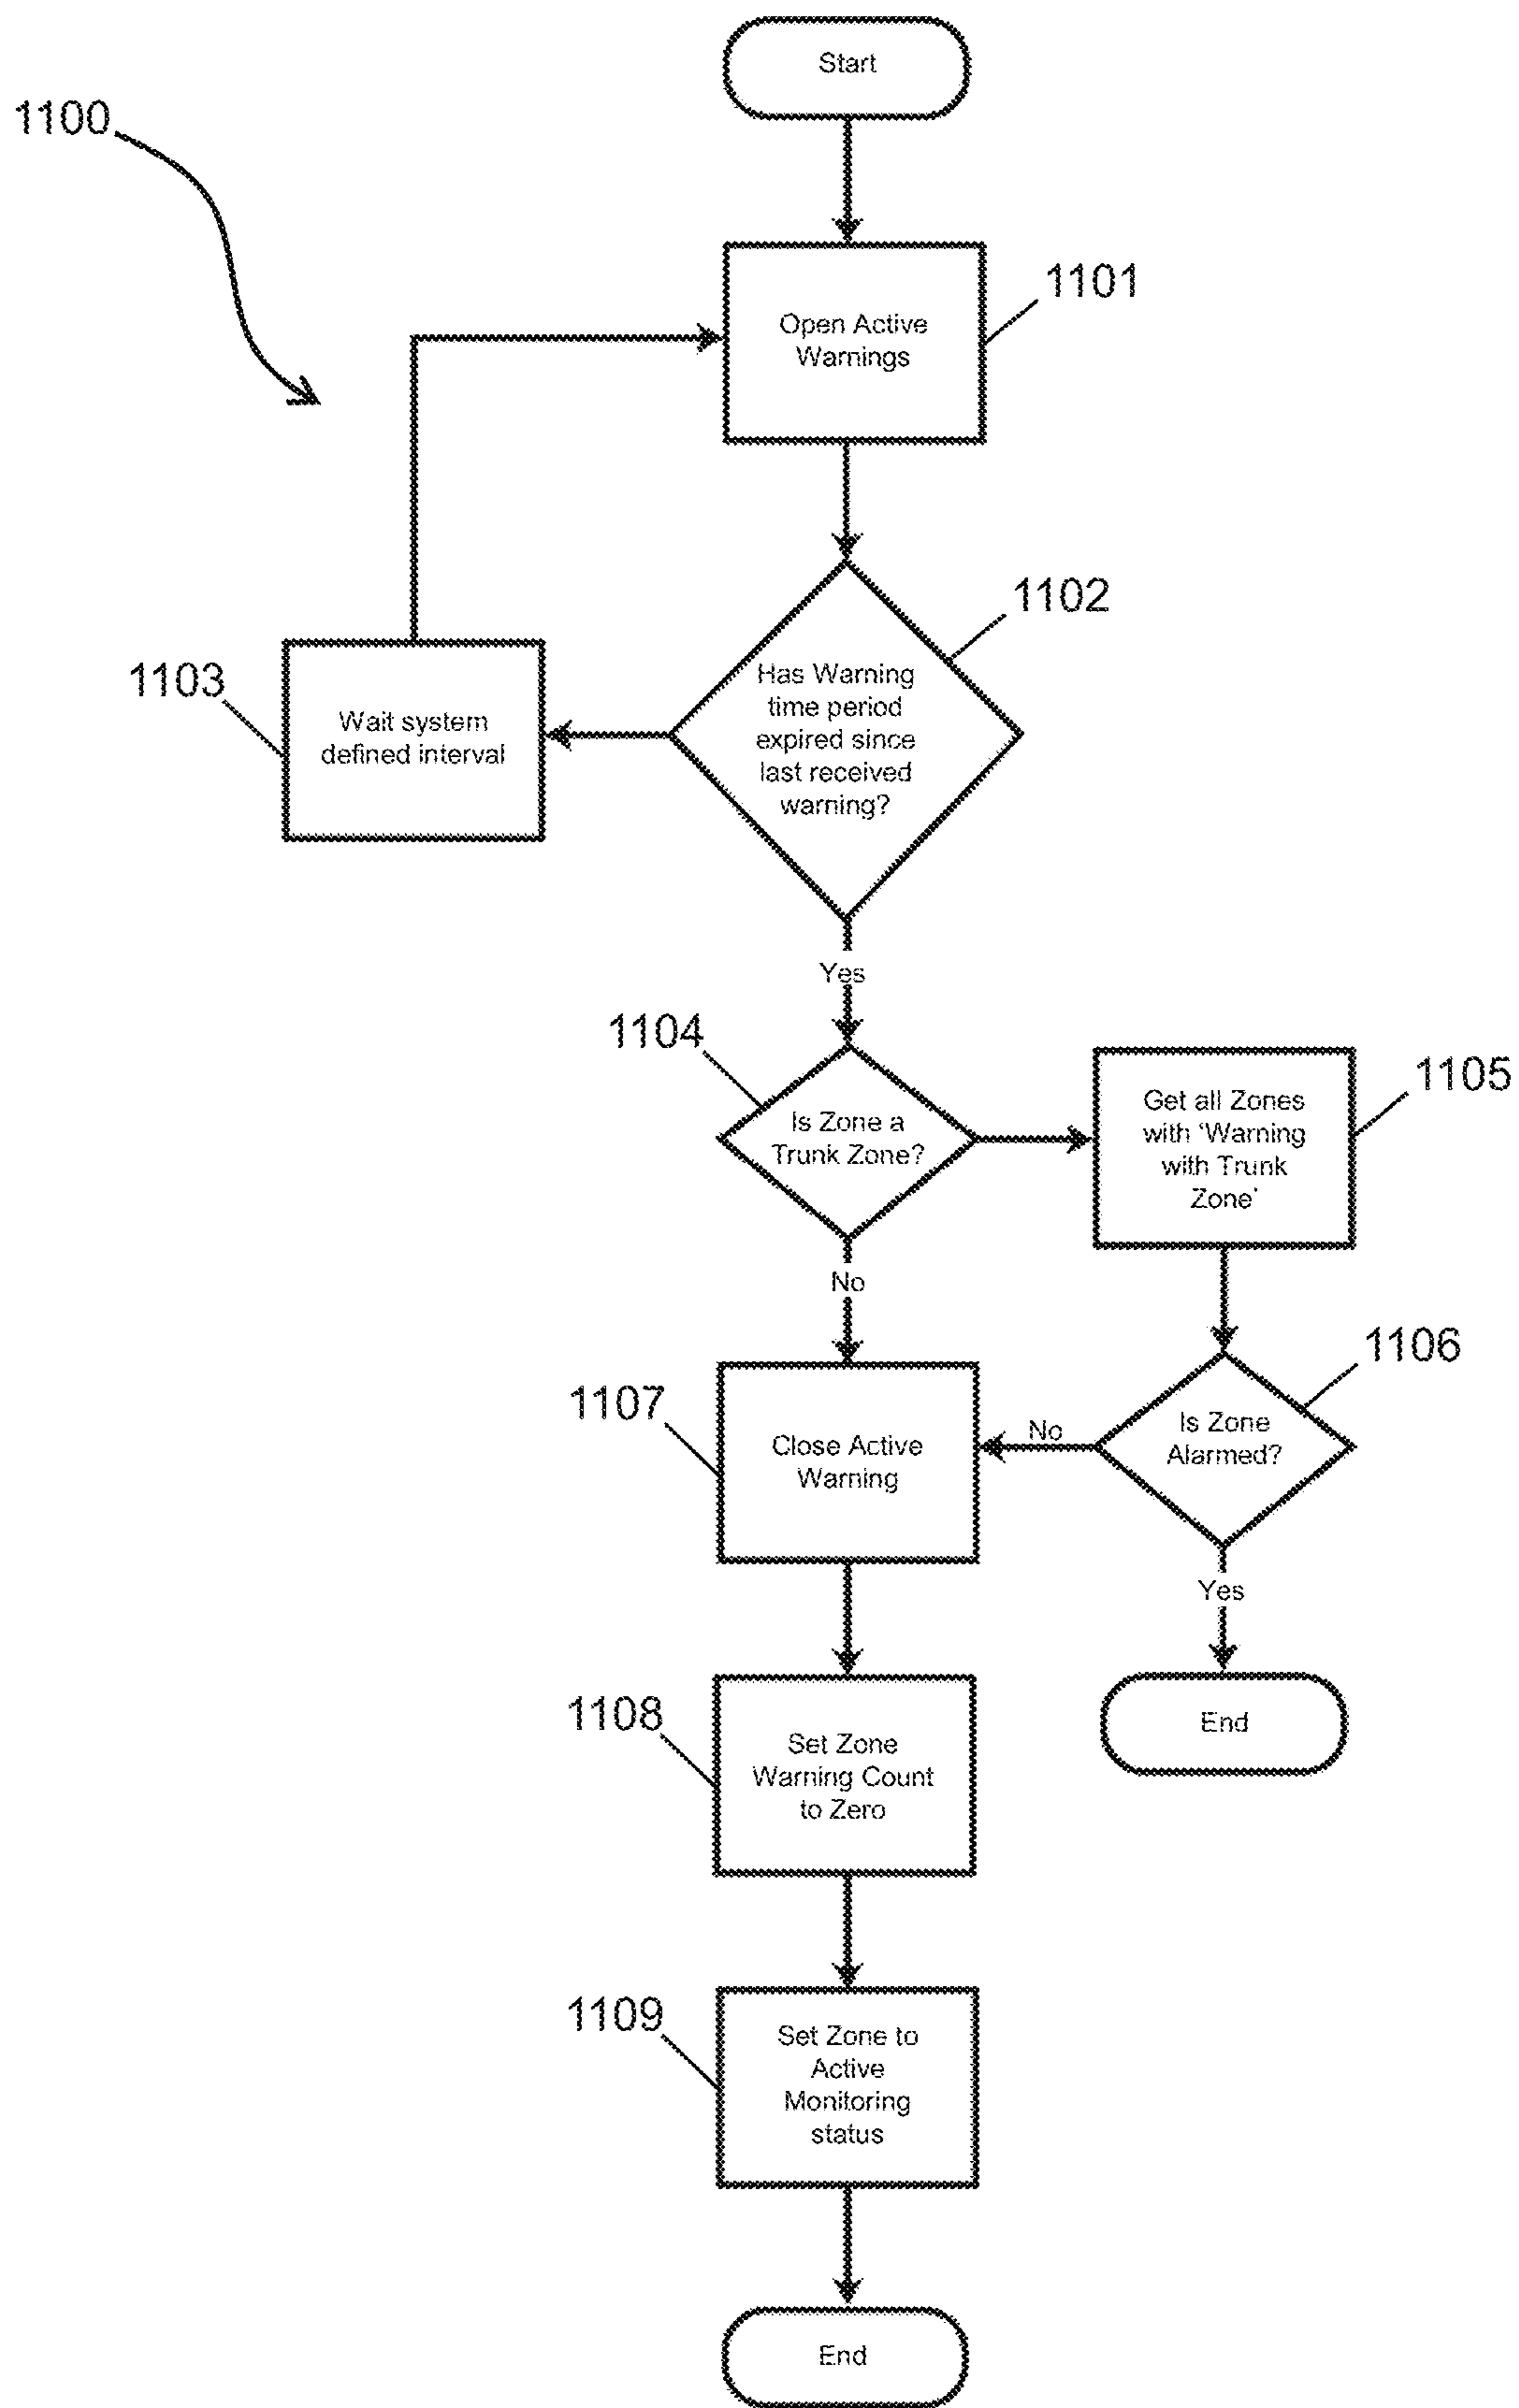 Start
1100
1101
Open Active
Warnings
1102
Has Warning
time period
expired since
last received
warning?
1103
Wait system
defined interval
Yes
1104
Is Zone a
Trunk Zone?
1105
Get all Zones
with ‘Warning
with Trunk
Zone’
No
1106
Is Zone
Alarmed?
No
1107
Close Active
Warning
Yes
End
1108
Set Zone
Warning Count
to Zero
1109
Set Zone to
Active
Monitoring
status
End